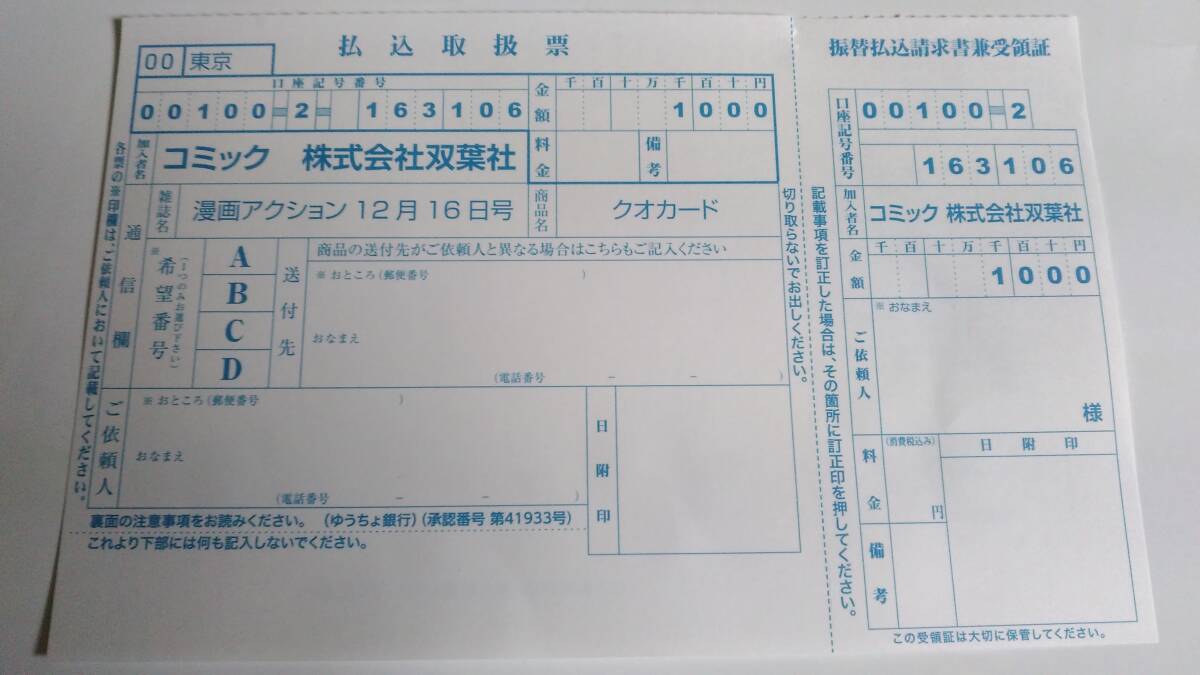 払込取扱票
00 東京
口座記号番号
00100=2=163106
金額
千百十万千百十円
1000
加入者名
コミック 株式会社双葉社
料金
備考
雑誌名
漫画アクション 12月16日号
商品名
クオカード
通信欄
※希望番号
(1つのみお選び下さい)
A
B
C
D
送付先
商品の送付先がご依頼人と異なる場合はこちらもご記入ください
※ おところ(郵便番号 )
おなまえ
(電話番号 − − )
ご依頼人
※ おところ(郵便番号 )
おなまえ
(電話番号 − − )
日附印
裏面の注意事項をお読みください。 (ゆうちょ銀行)(承認番号 第41933号)
これより下部には何も記入しないでください。
各票の※印欄は、ご依頼人において記載してください。
切り取らないでお出しください。
記載事項を訂正した場合は、その箇所に訂正印を押してください。
振替払込請求書兼受領証
口座記号番号
00100=2
163106
加入者名
コミック 株式会社双葉社
金額
千百十万千百十円
1000
ご依頼人
※ おなまえ
様
料金
(消費税込み)
円
日附印
備考
この受領証は大切に保管してください。